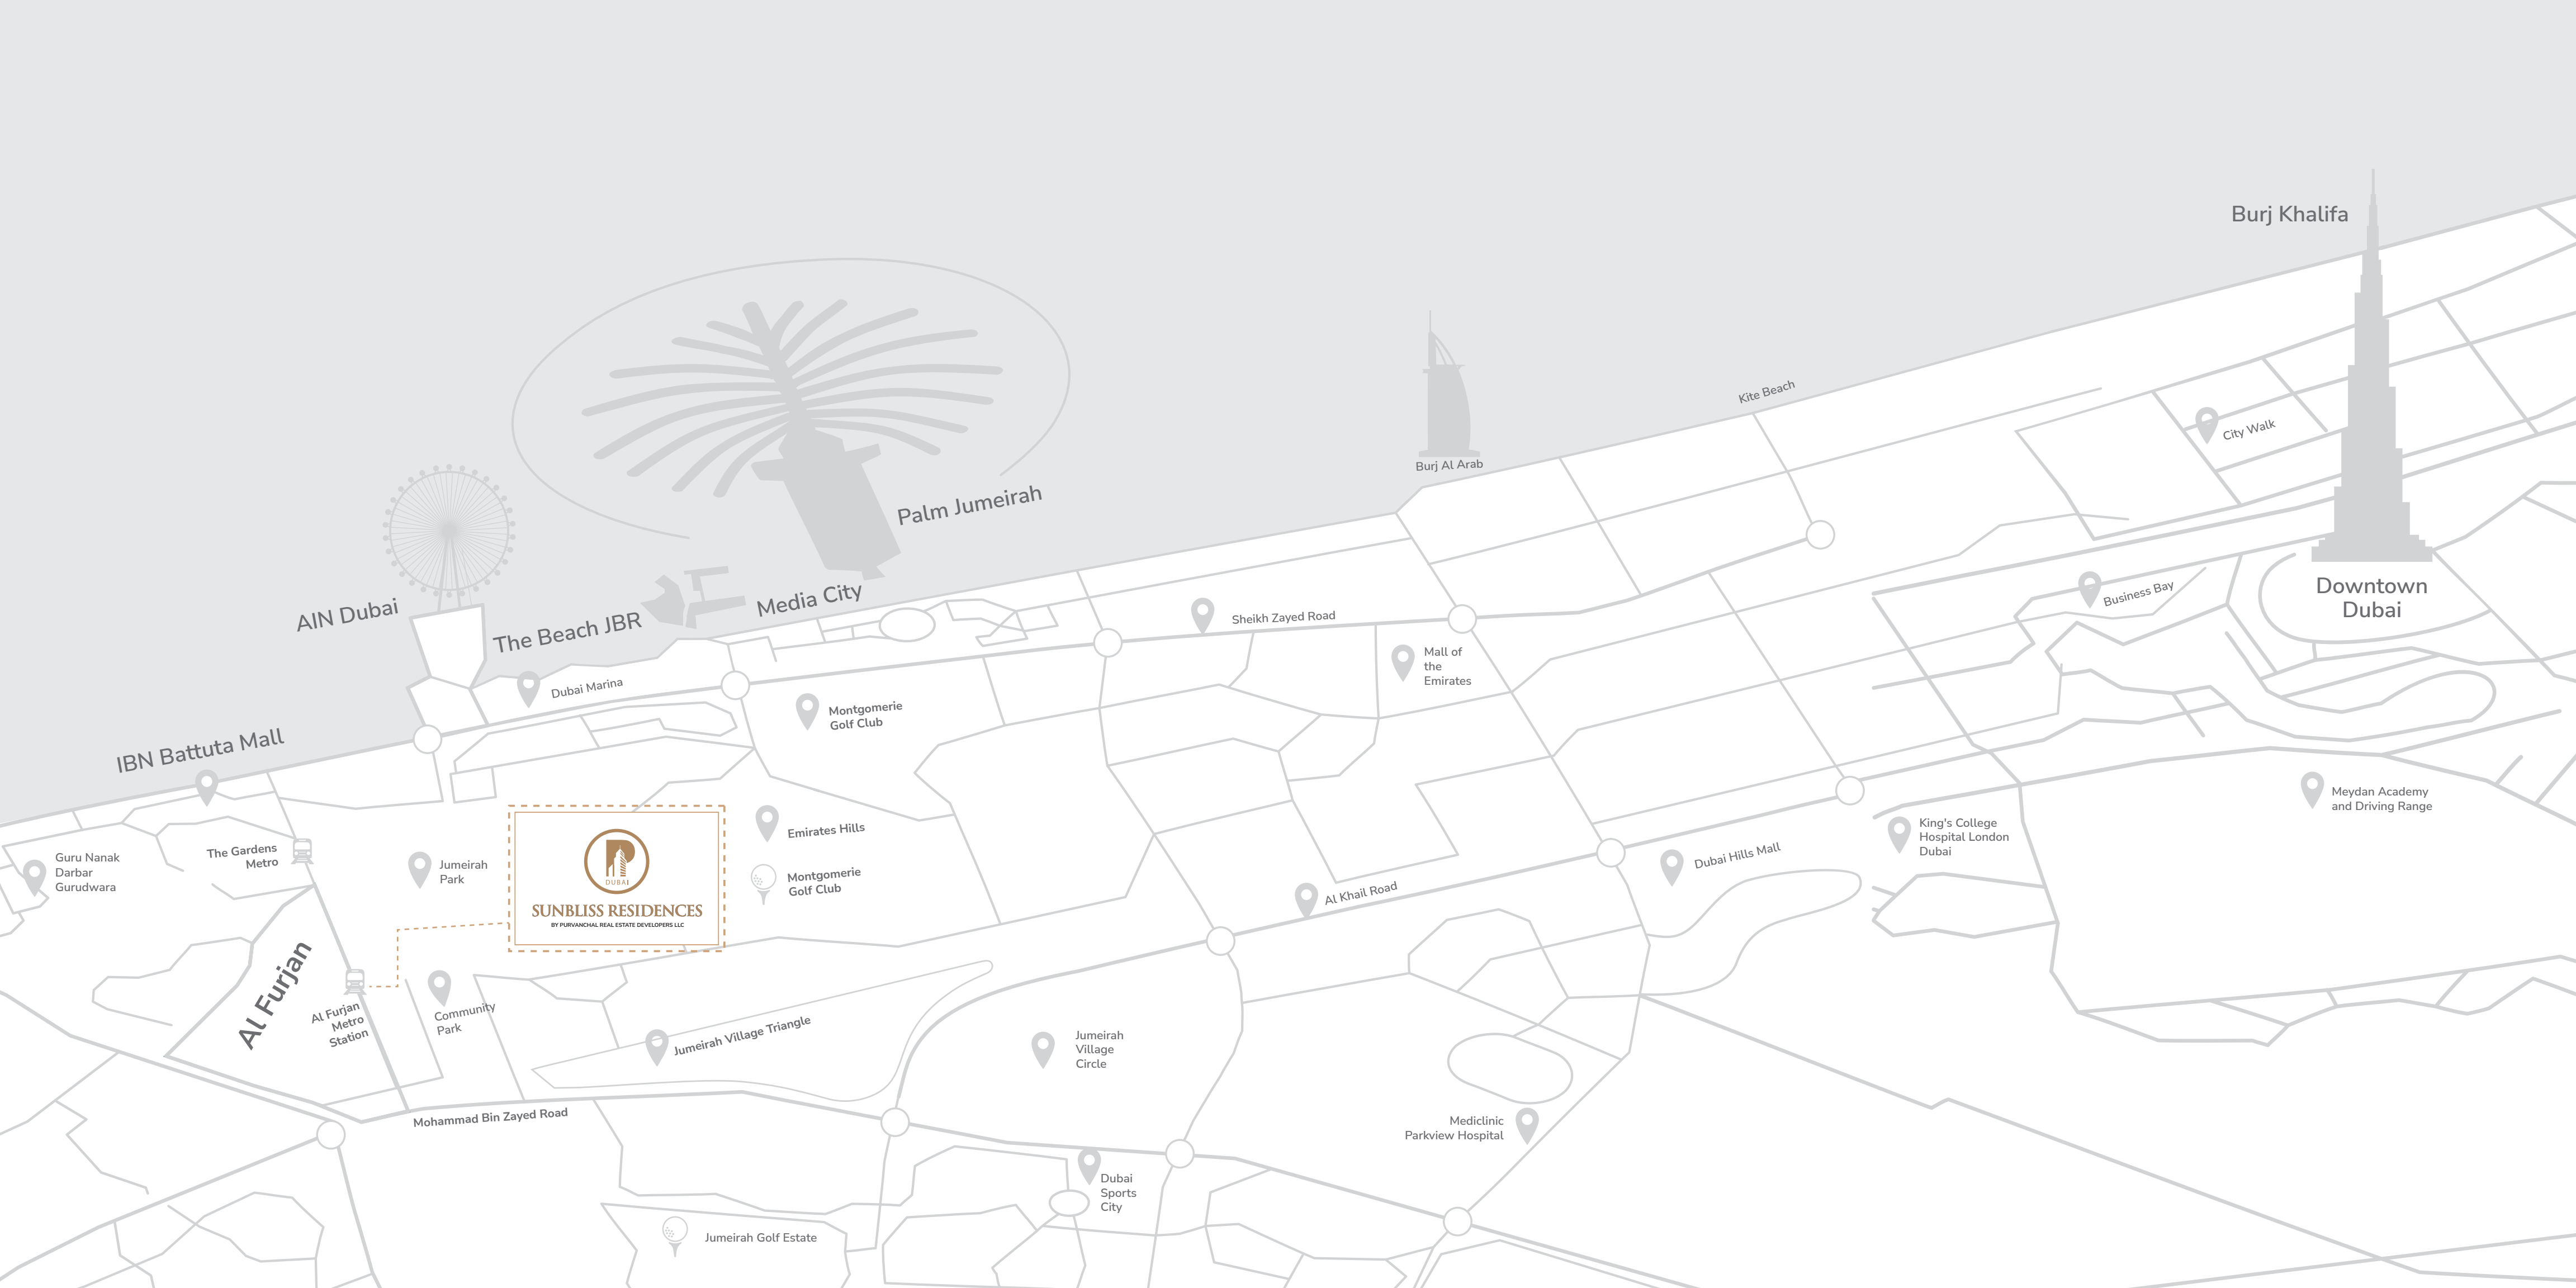 Burj Khalifa
Kite Beach
City Walk
Burj Al Arab
Palm Jumeirah
AIN Dubai
Media City
The Beach JBR
Downtown
Dubai
Business Bay
Sheikh Zayed Road
Mall of
the
Emirates
Dubai Marina
Montgomerie
Golf Club
IBN Battuta Mall
Meydan Academy
and Driving Range
King's College
Hospital London
Dubai
Emirates Hills
The Gardens
Metro
Guru Nanak
Darbar
Gurudwara
Jumeirah
Park
DUBAI
SUNBLISS RESIDENCES
BY PURVANCHAL REAL ESTATE DEVELOPERS LLC
Montgomerie
Golf Club
Dubai Hills Mall
Al Khail Road
Al Furjan
Al Furjan
Metro
Station
Community
Park
Jumeirah Village Triangle
Jumeirah
Village
Circle
Mohammad Bin Zayed Road
Mediclinic
Parkview Hospital
Dubai
Sports
City
Jumeirah Golf Estate